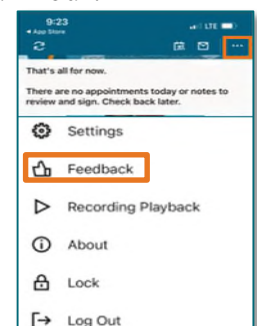 9:23
LTE
App Store
That's all for now.
There are no appointments today or notes to
review and sign. Check back later.
Settings
Feedback
Recording Playback
About
Lock
Log Out